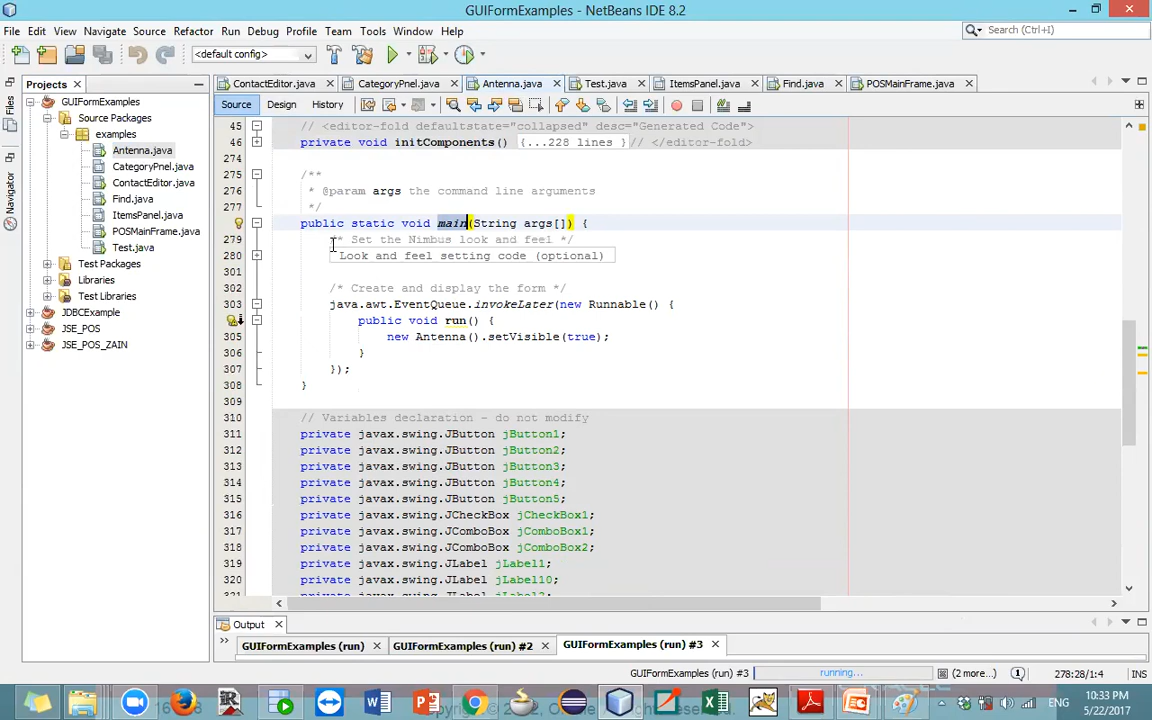 GUIFormExamples - NetBeans IDE 8.2
File Edit View Navigate Source Refactor Run Debug Profile Team Tools Window Help
Search (Ctrl+I)
<default config>
Projects
ContactEditor.java CategoryPnel.java Antenna.java Test.java ItemsPanel.java Find.java POSMainFrame.java
Source Design History
Files
Navigator
GUIFormExamples
Source Packages
examples
Antenna.java
CategoryPnel.java
ContactEditor.java
Find.java
ItemsPanel.java
POSMainFrame.java
Test.java
Test Packages
Libraries
Test Libraries
JDBCExample
JSE_POS
JSE_POS_ZAIN
45 // <editor-fold defaultstate="collapsed" desc="Generated Code">
46 private void initComponents() {...228 lines }// </editor-fold>
274
275 /**
276 * @param args the command line arguments
277 */
public static void main(String args[]) {
279 /* Set the Nimbus look and feel */
280 Look and feel setting code (optional)
301
302 /* Create and display the form */
303 java.awt.EventQueue.invokeLater(new Runnable() {
public void run() {
305 new Antenna().setVisible(true);
306 }
307 });
308 }
309
310 // Variables declaration - do not modify
311 private javax.swing.JButton jButton1;
312 private javax.swing.JButton jButton2;
313 private javax.swing.JButton jButton3;
314 private javax.swing.JButton jButton4;
315 private javax.swing.JButton jButton5;
316 private javax.swing.JCheckBox jCheckBox1;
317 private javax.swing.JComboBox jComboBox1;
318 private javax.swing.JComboBox jComboBox2;
319 private javax.swing.JLabel jLabel1;
320 private javax.swing.JLabel jLabel10;
321 private javax.swing.JLabel jLabel2;
Output
GUIFormExamples (run) GUIFormExamples (run) #2 GUIFormExamples (run) #3
GUIFormExamples (run) #3 running... (2 more...) 278:28/1:4 INS
ENG
10:33 PM
5/22/2017